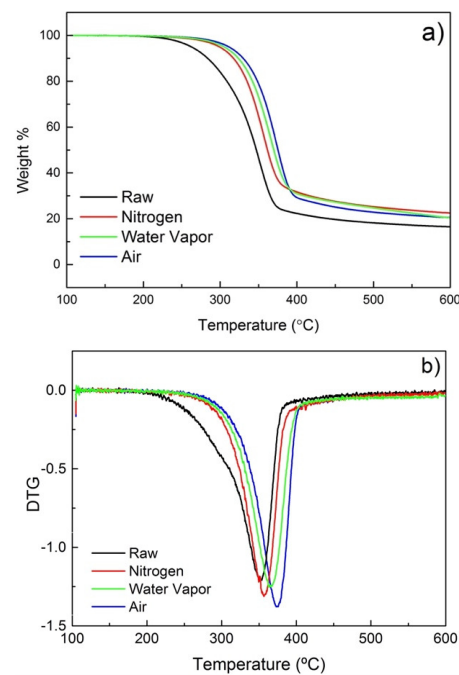 a)
100
80
60
40
20
0
Weight %
Raw
Nitrogen
Water Vapor
Air
100 200 300 400 500 600
Temperature (°C)
b)
0.0
-0.5
-1.0
-1.5
DTG
Raw
Nitrogen
Water Vapor
Air
100 200 300 400 500 600
Temperature (ºC)